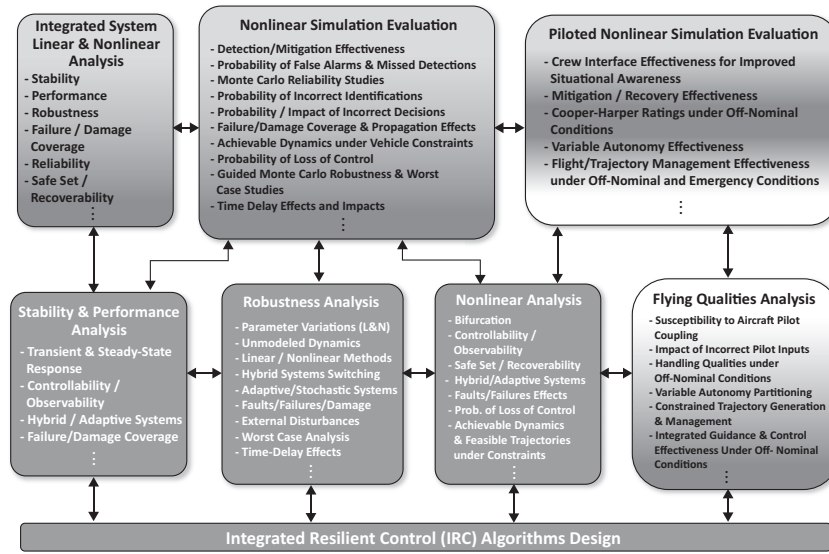 Integrated System
Linear & Nonlinear
Analysis
- Stability
- Performance
- Robustness
- Failure / Damage
Coverage
- Reliability
- Safe Set /
Recoverability
⋮
Nonlinear Simulation Evaluation
- Detection/Mitigation Effectiveness
- Probability of False Alarms & Missed Detections
- Monte Carlo Reliability Studies
- Probability of Incorrect Identifications
- Probability / Impact of Incorrect Decisions
- Failure/Damage Coverage & Propagation Effects
- Achievable Dynamics under Vehicle Constraints
- Probability of Loss of Control
- Guided Monte Carlo Robustness & Worst
Case Studies
- Time Delay Effects and Impacts
⋮
Piloted Nonlinear Simulation Evaluation
- Crew Interface Effectiveness for Improved
Situational Awareness
- Mitigation / Recovery Effectiveness
- Cooper-Harper Ratings under Off-Nominal
Conditions
- Variable Autonomy Effectiveness
- Flight/Trajectory Management Effectiveness
under Off-Nominal and Emergency Conditions
⋮
Stability & Performance
Analysis
- Transient & Steady-State
Response
- Controllability /
Observability
- Hybrid / Adaptive Systems
- Failure/Damage Coverage
⋮
Robustness Analysis
- Parameter Variations (L&N)
- Unmodeled Dynamics
- Linear / Nonlinear Methods
- Hybrid Systems Switching
- Adaptive/Stochastic Systems
- Faults/Failures/Damage
- External Disturbances
- Worst Case Analysis
- Time-Delay Effects
⋮
Nonlinear Analysis
- Bifurcation
- Controllability /
Observability
- Safe Set / Recoverability
- Hybrid/Adaptive Systems
- Faults/Failures Effects
- Prob. of Loss of Control
- Achievable Dynamics
& Feasible Trajectories
under Constraints
⋮
Flying Qualities Analysis
- Susceptibility to Aircraft Pilot
Coupling
- Impact of Incorrect Pilot Inputs
- Handling Qualities under
Off-Nominal Conditions
- Variable Autonomy Partitioning
- Constrained Trajectory Generation
& Management
- Integrated Guidance & Control
Effectiveness Under Off- Nominal
Conditions
⋮
Integrated Resilient Control (IRC) Algorithms Design